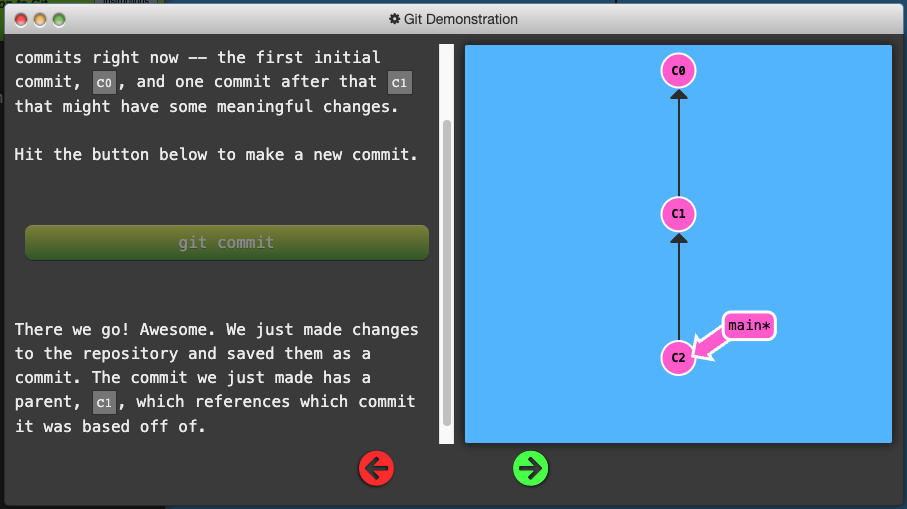 Git Demonstration
commits right now -- the first initial
commit, C0, and one commit after that C1
that might have some meaningful changes.
Hit the button below to make a new commit.
git commit
There we go! Awesome. We just made changes
to the repository and saved them as a
commit. The commit we just made has a
parent, C1, which references which commit
it was based off of.
C0
C1
main*
C2